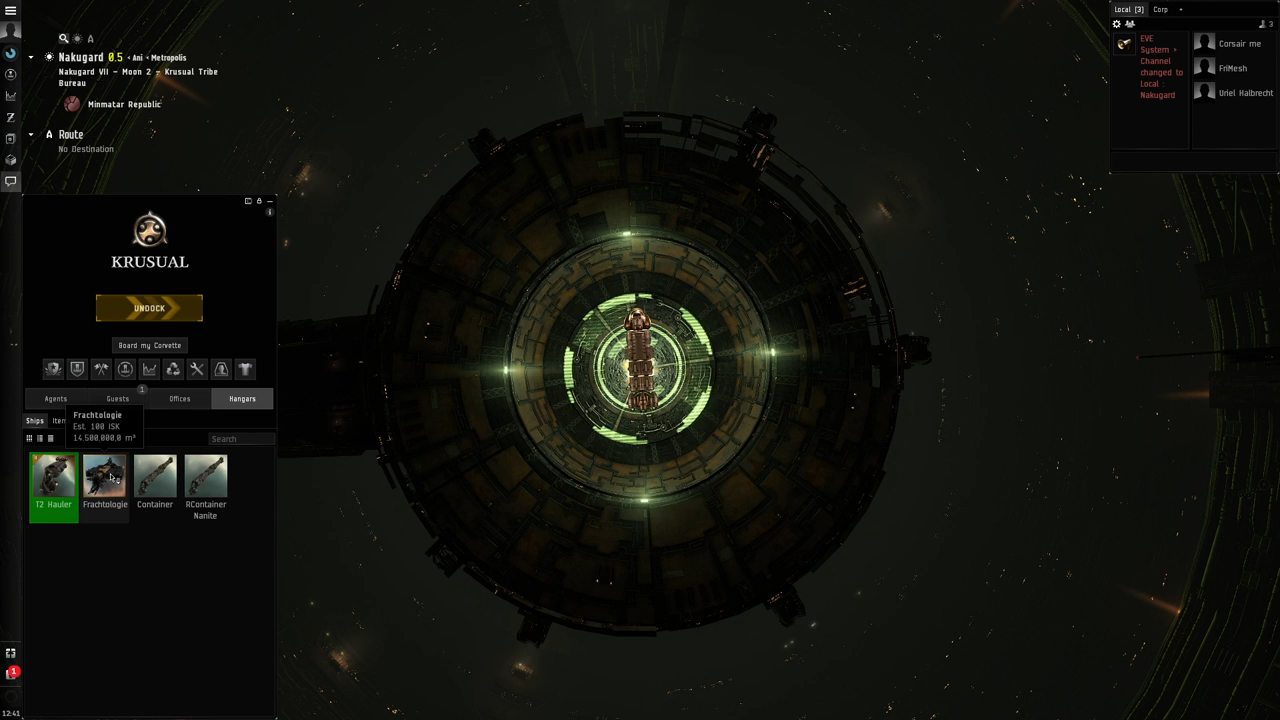 Nakugard 0.5 ‹ Ani ‹ Metropolis
Nakugard VII - Moon 2 - Krusual Tribe
Bureau
Minmatar Republic
Route
No Destination
KRUSUAL
UNDOCK
Board my Corvette
1
Agents
Guests
Offices
Hangars
Ships
Frachtologie
Est. 100 ISK
14.500.000,0 m³
Search
T2 Hauler
Frachtologie
Container
RContainer
Nanite
1
12:41
Local [3]
Corp
3
EVE
System ›
Channel
changed to
Local :
Nakugard
Corsair me
FriMesh
Uriel Halbrecht